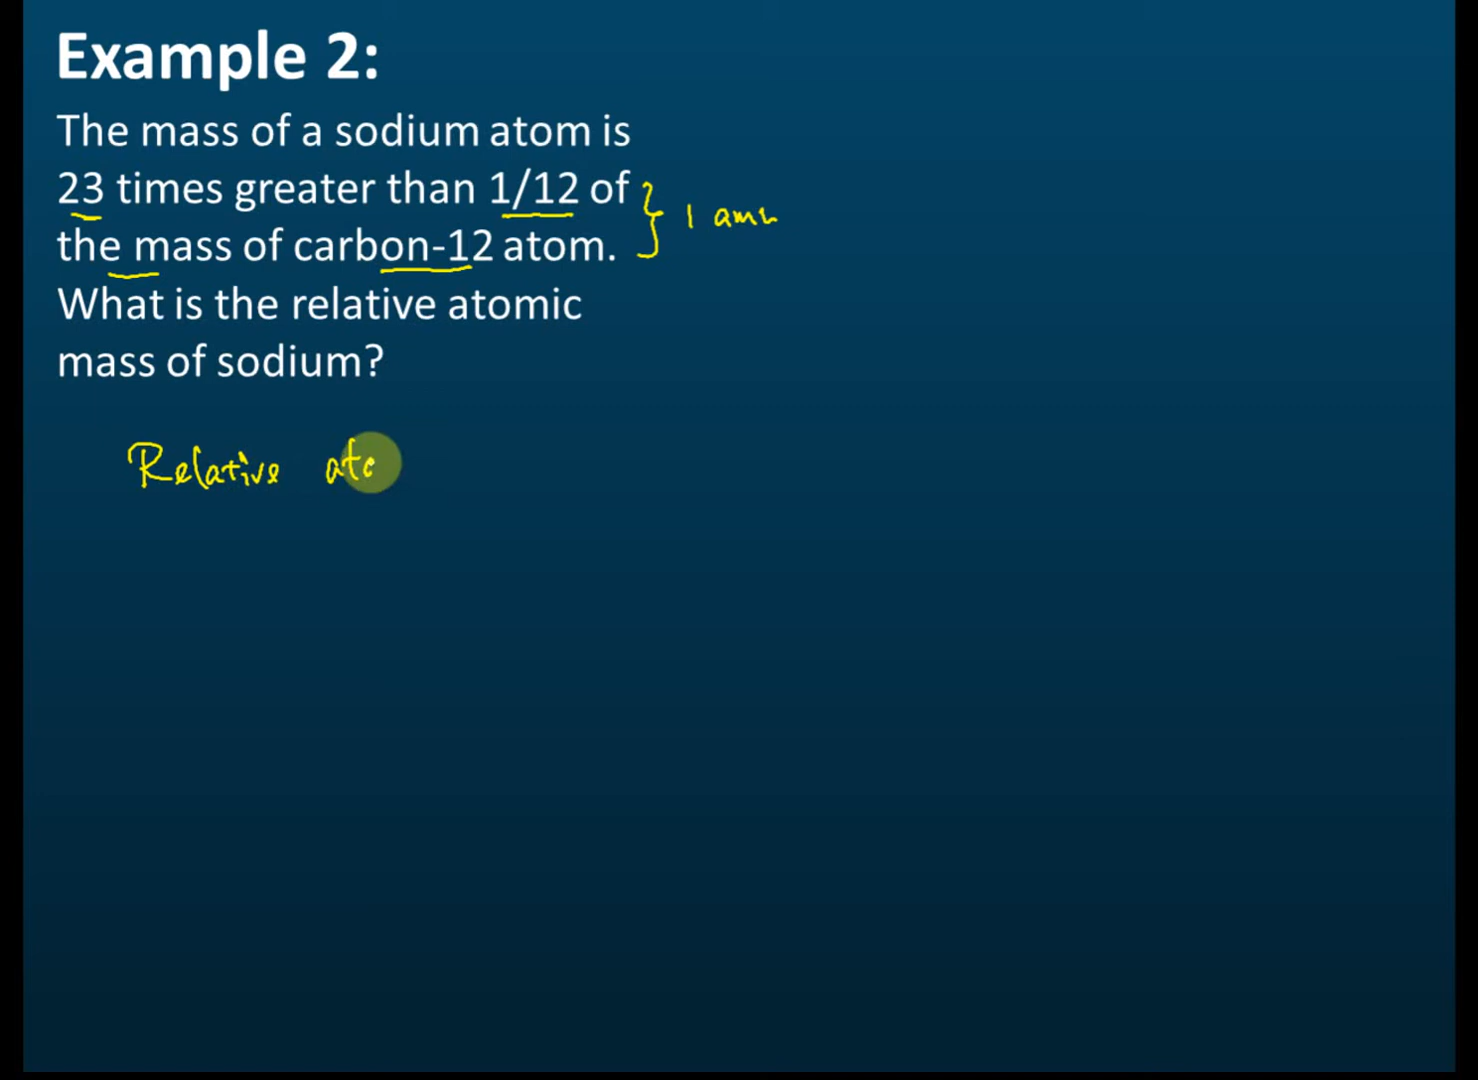 Example 2:
The mass of a sodium atom is
23 times greater than 1/12 of
the mass of carbon-12 atom.
1 amu
What is the relative atomic
mass of sodium?
Relative ato